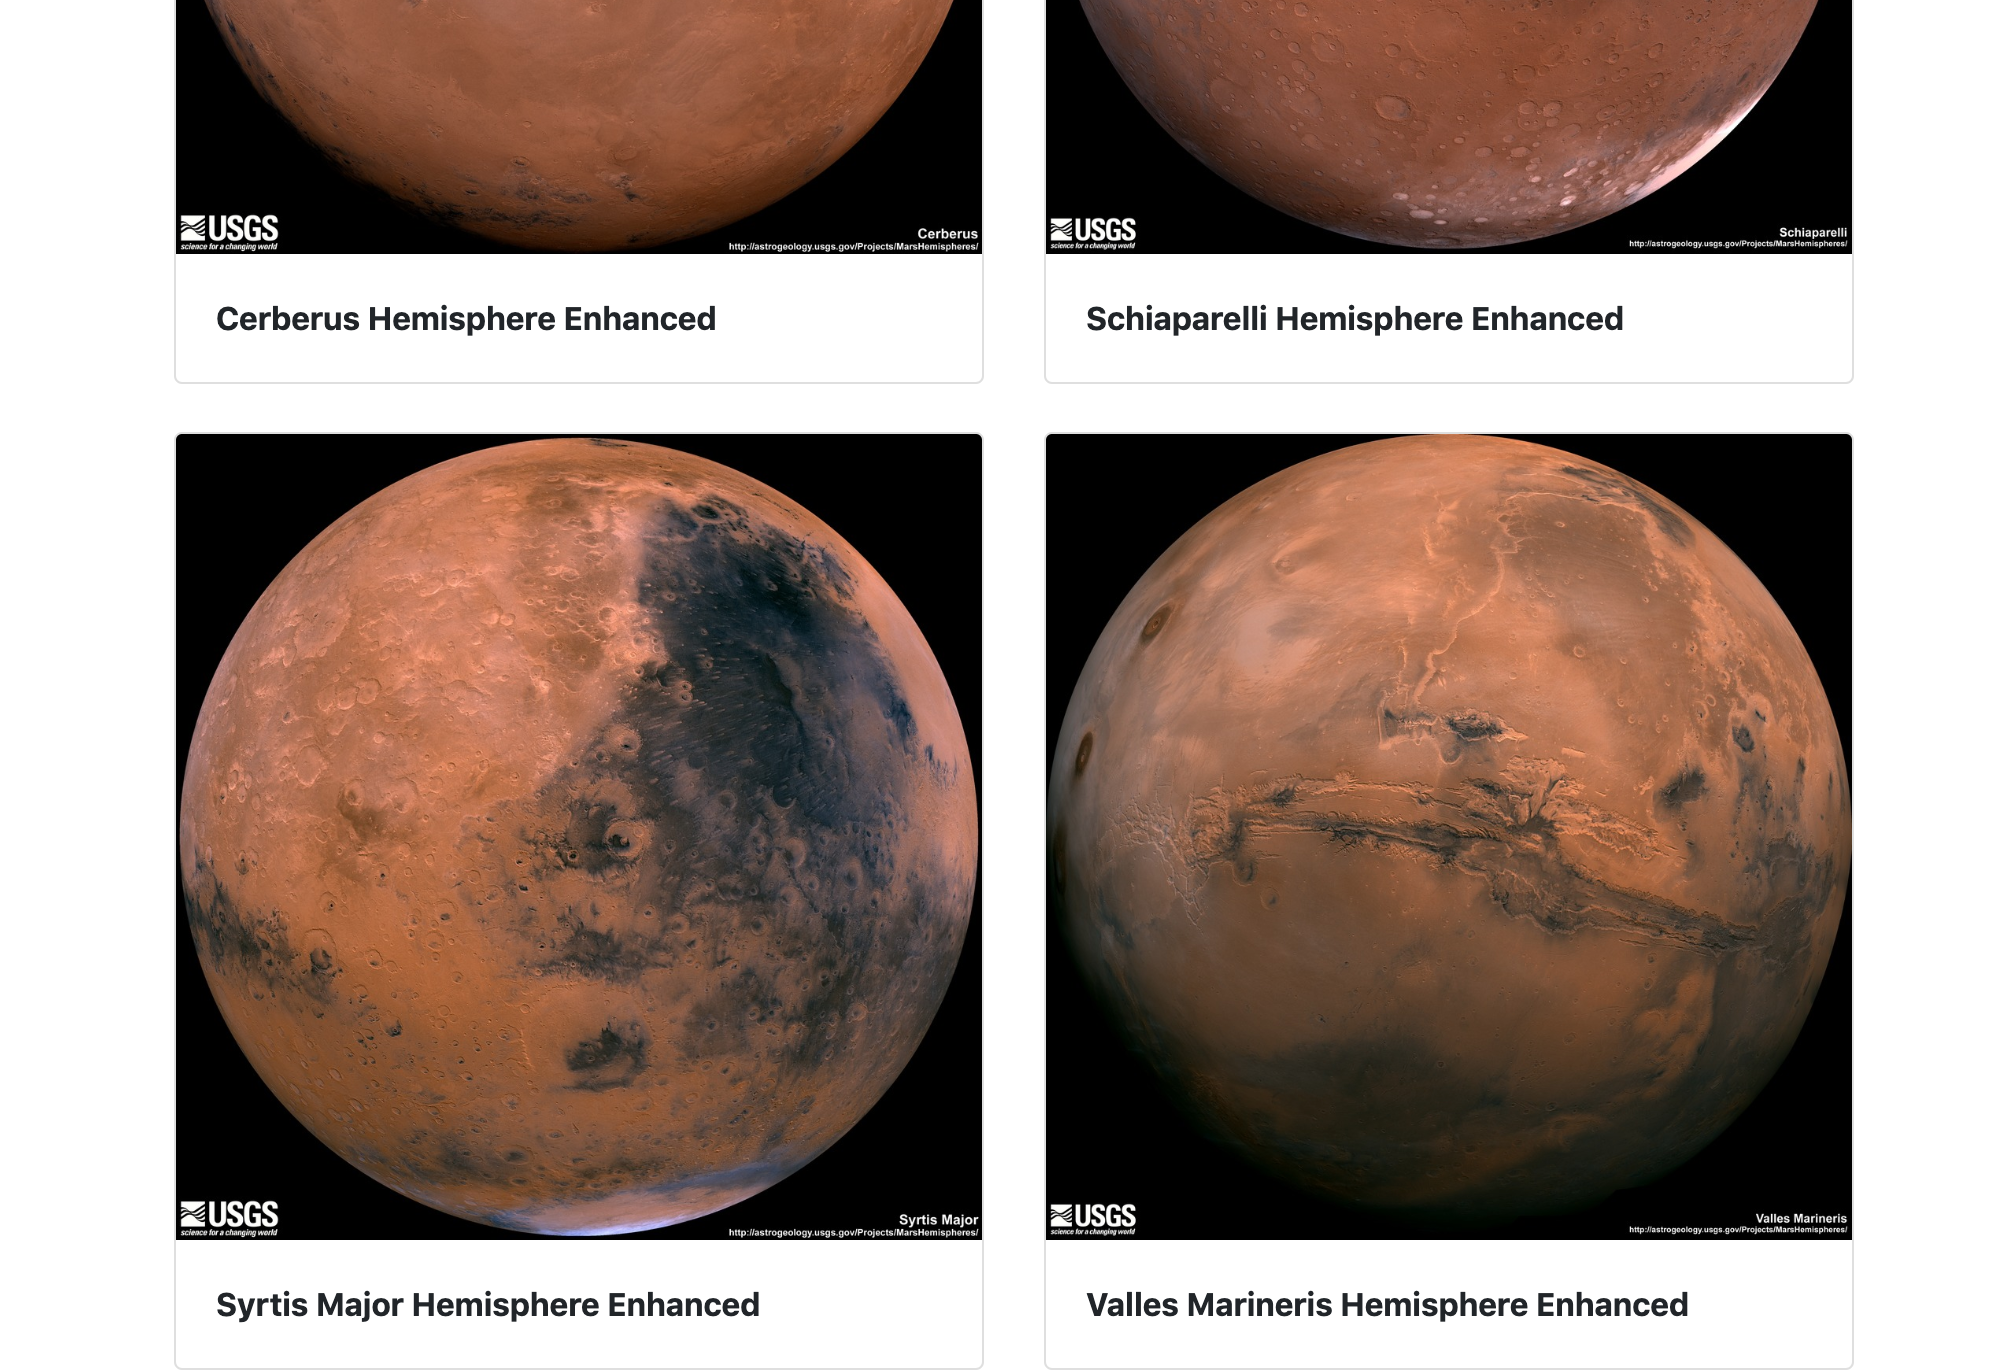 USGS
science for a changing world
Cerberus
http://astrogeology.usgs.gov/Projects/MarsHemispheres/
USGS
science for a changing world
Schiaparelli
http://astrogeology.usgs.gov/Projects/MarsHemispheres/
Cerberus Hemisphere Enhanced
Schiaparelli Hemisphere Enhanced
USGS
science for a changing world
Syrtis Major
http://astrogeology.usgs.gov/Projects/MarsHemispheres/
USGS
science for a changing world
Valles Marineris
http://astrogeology.usgs.gov/Projects/MarsHemispheres/
Syrtis Major Hemisphere Enhanced
Valles Marineris Hemisphere Enhanced